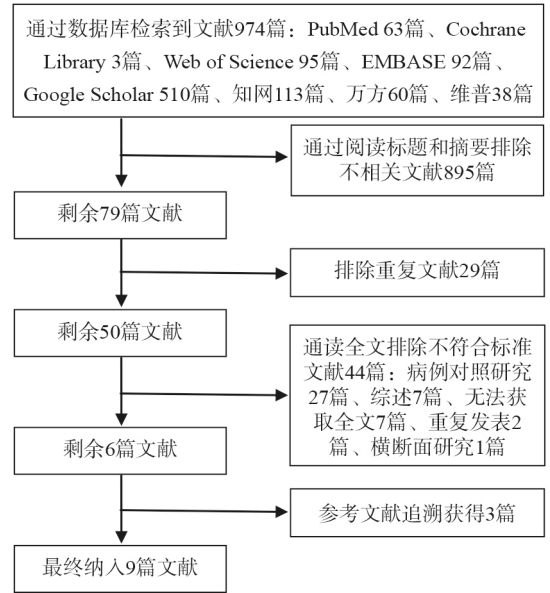 通过数据库检索到文献974篇：PubMed 63篇、Cochrane
Library 3篇、Web of Science 95篇、EMBASE 92篇、
Google Scholar 510篇、知网113篇、万方60篇、维普38篇
通过阅读标题和摘要排除
不相关文献895篇
剩余79篇文献
排除重复文献29篇
剩余50篇文献
通读全文排除不符合标准
文献44篇：病例对照研究
27篇、综述7篇、无法获
取全文7篇、重复发表2
篇、横断面研究1篇
剩余6篇文献
参考文献追溯获得3篇
最终纳入9篇文献